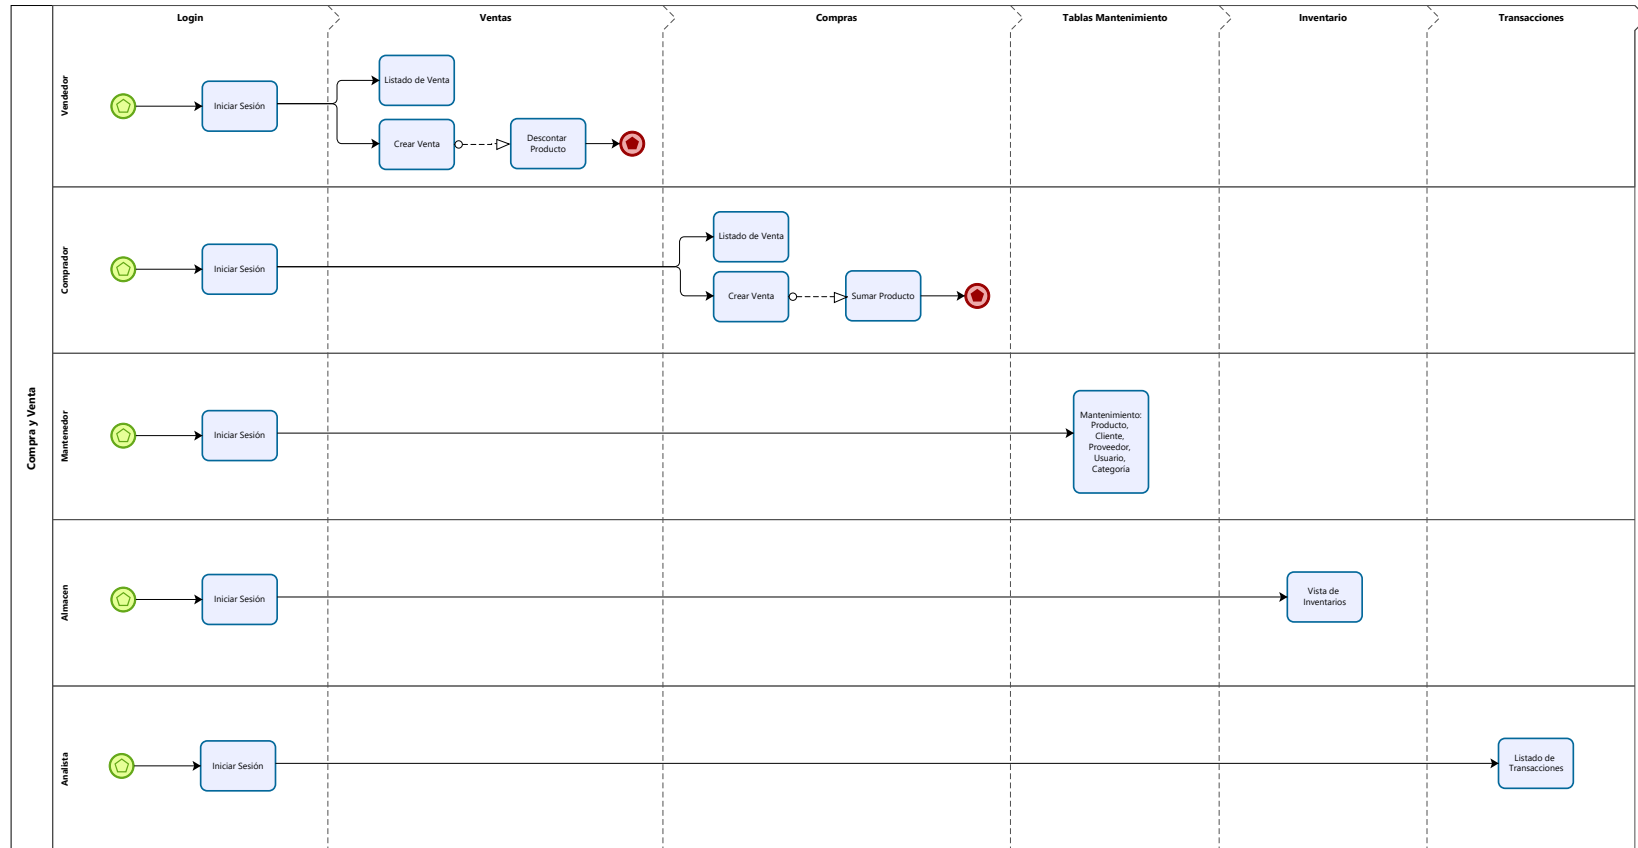 Login
Ventas
Compras
Tablas Mantenimiento
Inventario
Transacciones
Compra y Venta
Vendedor
Iniciar Sesión
Listado de Venta
Crear Venta
Descontar
Producto
Comprador
Iniciar Sesión
Listado de Venta
Crear Venta
Sumar Producto
Mantenedor
Iniciar Sesión
Mantenimiento:
Producto,
Cliente,
Proveedor,
Usuario,
Categoría
Almacen
Iniciar Sesión
Vista de
Inventarios
Analista
Iniciar Sesión
Listado de
Transacciones